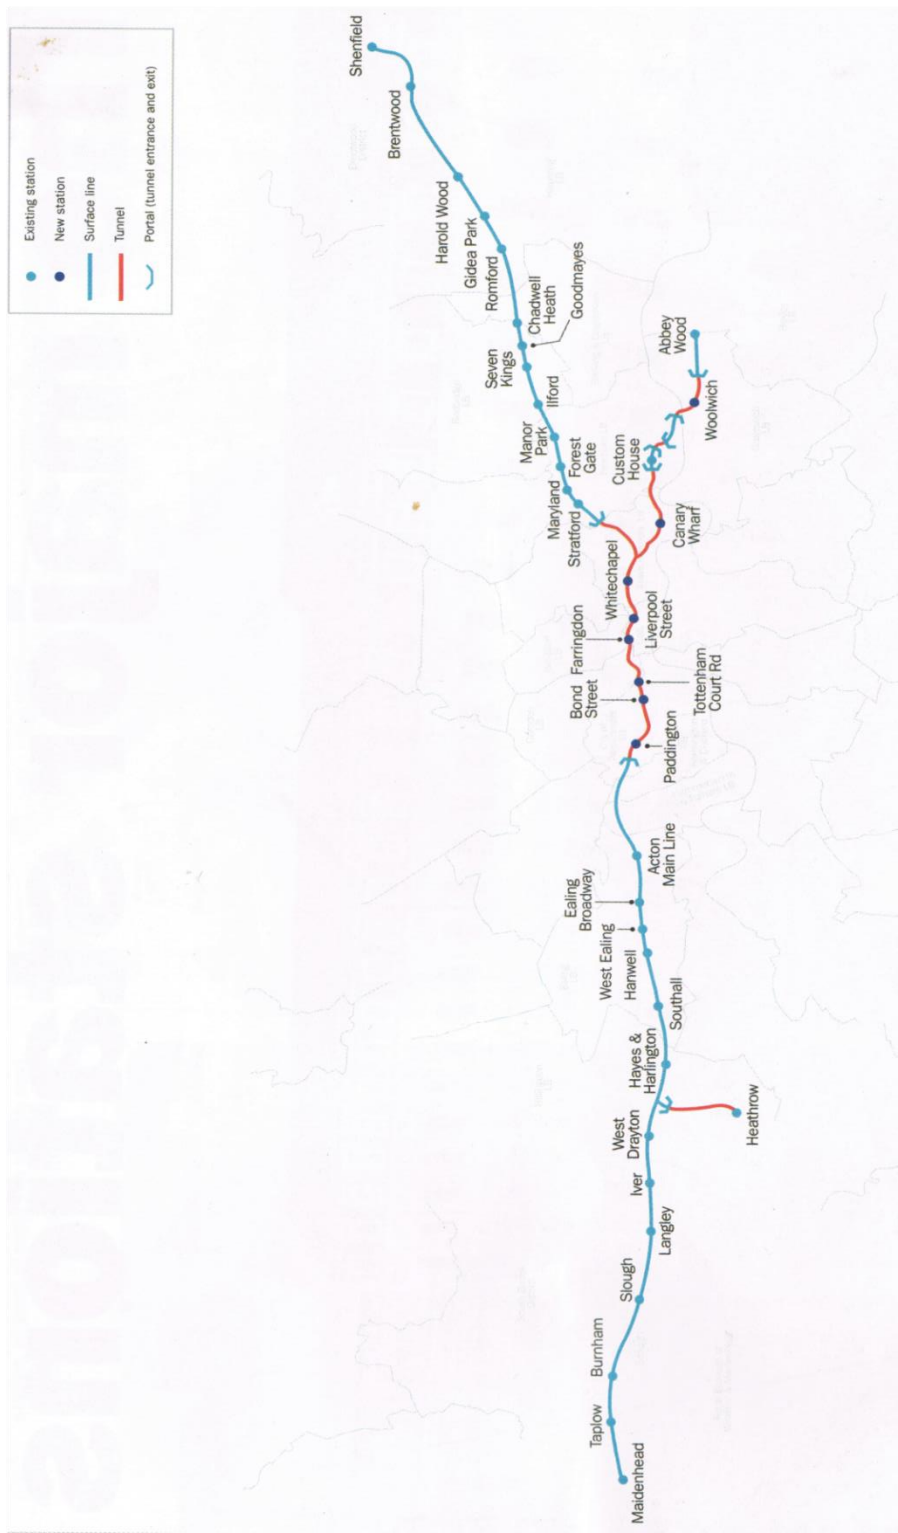 Existing station
New station
Surface line
Tunnel
Portal (tunnel entrance and exit)
Maidenhead
Taplow
Burnham
Slough
Langley
Iver
West
Drayton
Heathrow
Hayes &
Harlington
Southall
Hanwell
West Ealing
Ealing
Broadway
Acton
Main Line
Paddington
Bond
Street
Tottenham
Court Rd
Farringdon
Liverpool
Street
Whitechapel
Stratford
Maryland
Forest
Gate
Manor
Park
Ilford
Seven
Kings
Goodmayes
Chadwell
Heath
Romford
Gidea Park
Harold Wood
Brentwood
Shenfield
Canary
Wharf
Custom
House
Woolwich
Abbey
Wood